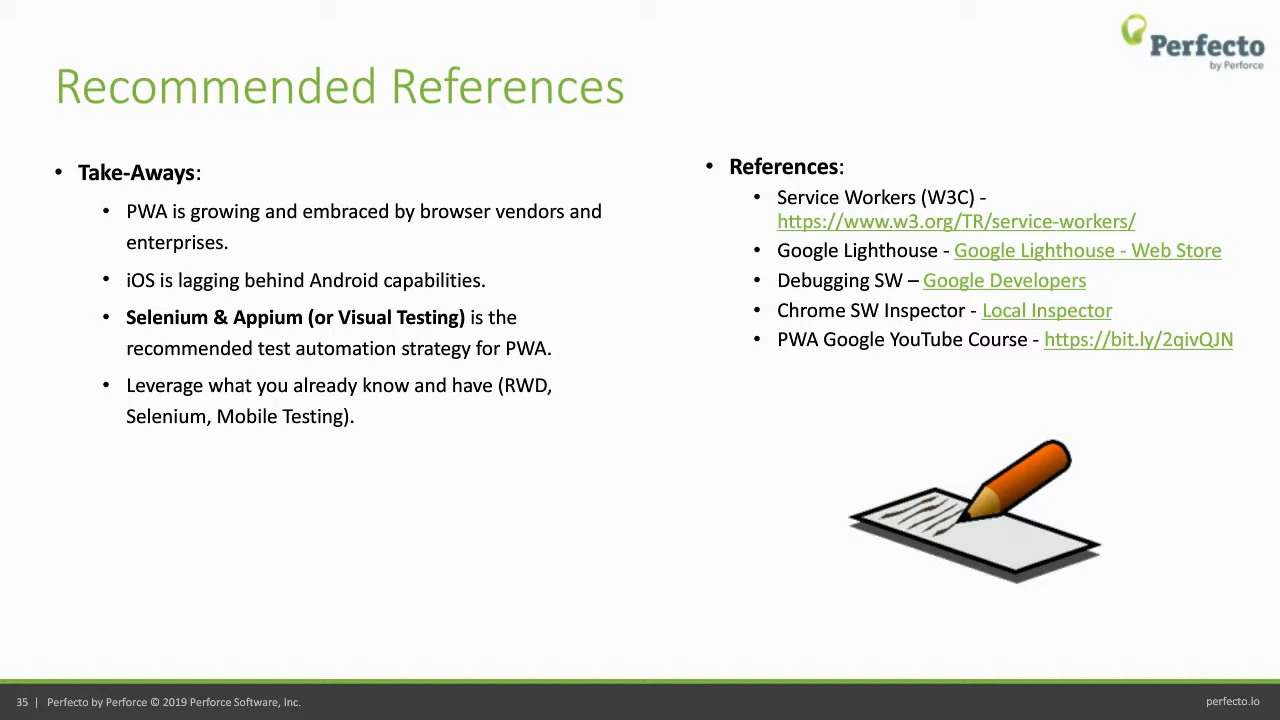 Perfecto
by Perforce
Recommended References
• Take-Aways:
• PWA is growing and embraced by browser vendors and
enterprises.
• iOS is lagging behind Android capabilities.
• Selenium & Appium (or Visual Testing) is the
recommended test automation strategy for PWA.
• Leverage what you already know and have (RWD,
Selenium, Mobile Testing).
• References:
• Service Workers (W3C) -
https://www.w3.org/TR/service-workers/
• Google Lighthouse - Google Lighthouse - Web Store
• Debugging SW – Google Developers
• Chrome SW Inspector - Local Inspector
• PWA Google YouTube Course - https://bit.ly/2qivQJN
35 | Perfecto by Perforce © 2019 Perforce Software, Inc.
perfecto.io